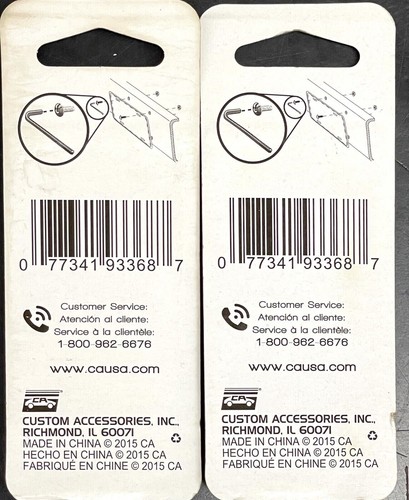 0 77341 93368 7
Customer Service:
Atención al cliente:
Service à la clientèle:
1-800-962-6676
www.causa.com
CA
CUSTOM ACCESSORIES, INC.,
RICHMOND, IL 60071
MADE IN CHINA © 2015 CA
HECHO EN CHINA © 2015 CA
FABRIQUÉ EN CHINE © 2015 CA
0 77341 93368 7
Customer Service:
Atención al cliente:
Service à la clientèle:
1-800-962-6676
www.causa.com
CA
CUSTOM ACCESSORIES, INC.,
RICHMOND, IL 60071
MADE IN CHINA © 2015 CA
HECHO EN CHINA © 2015 CA
FABRIQUÉ EN CHINE © 2015 CA